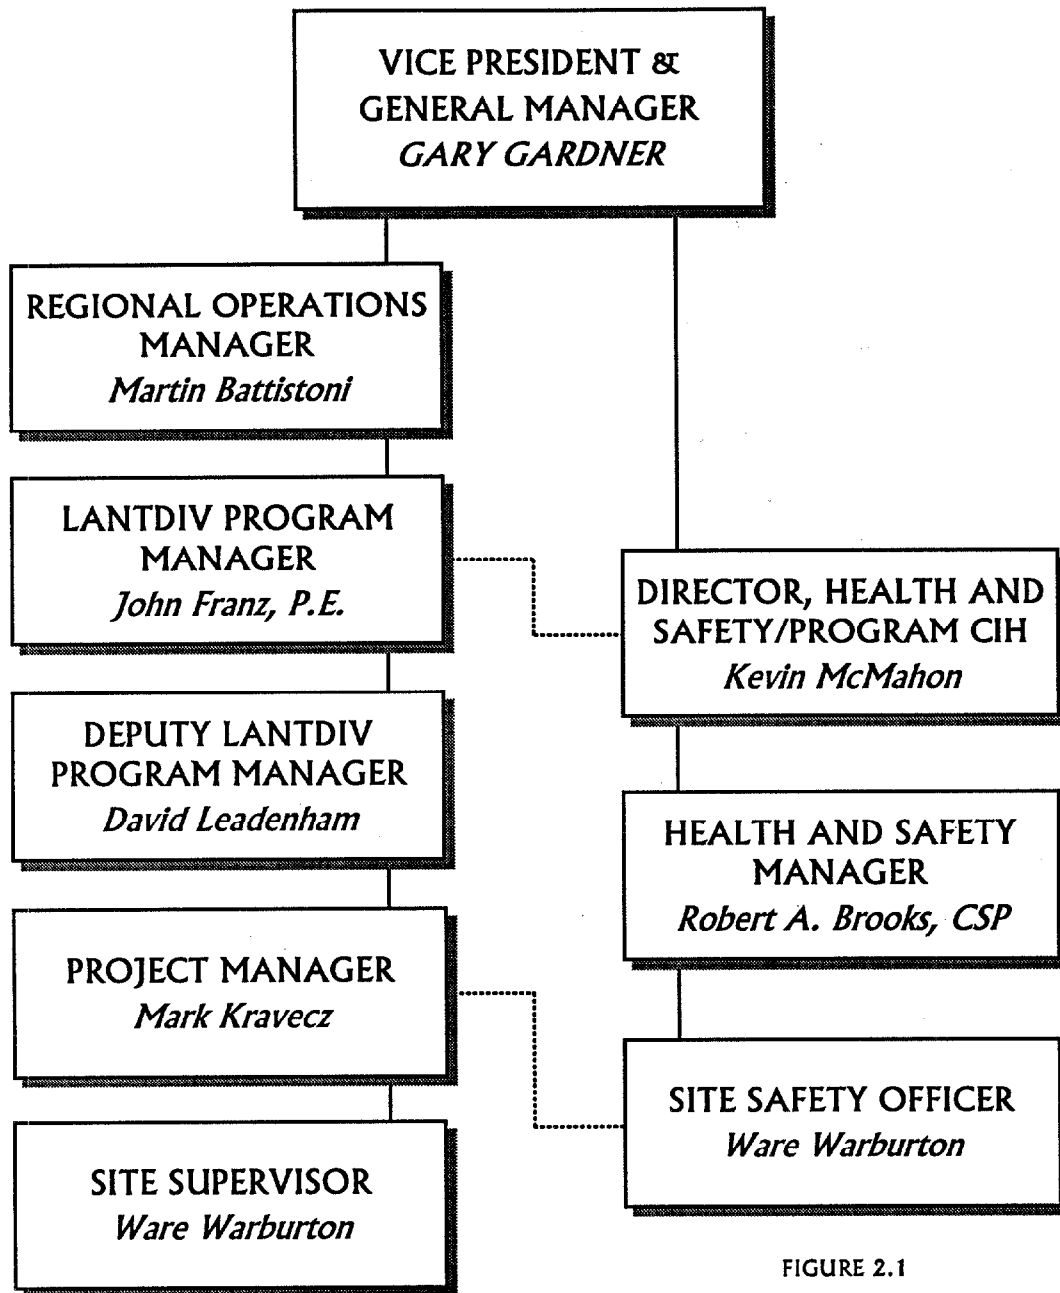 VICE PRESIDENT &
GENERAL MANAGER
GARY GARDNER
REGIONAL OPERATIONS
MANAGER
Martin Battistoni
LANTDIV PROGRAM
MANAGER
John Franz, P.E.
DEPUTY LANTDIV
PROGRAM MANAGER
David Leadenham
PROJECT MANAGER
Mark Kravecz
SITE SUPERVISOR
Ware Warburton
DIRECTOR, HEALTH AND
SAFETY/PROGRAM CIH
Kevin McMahon
HEALTH AND SAFETY
MANAGER
Robert A. Brooks, CSP
SITE SAFETY OFFICER
Ware Warburton
FIGURE 2.1